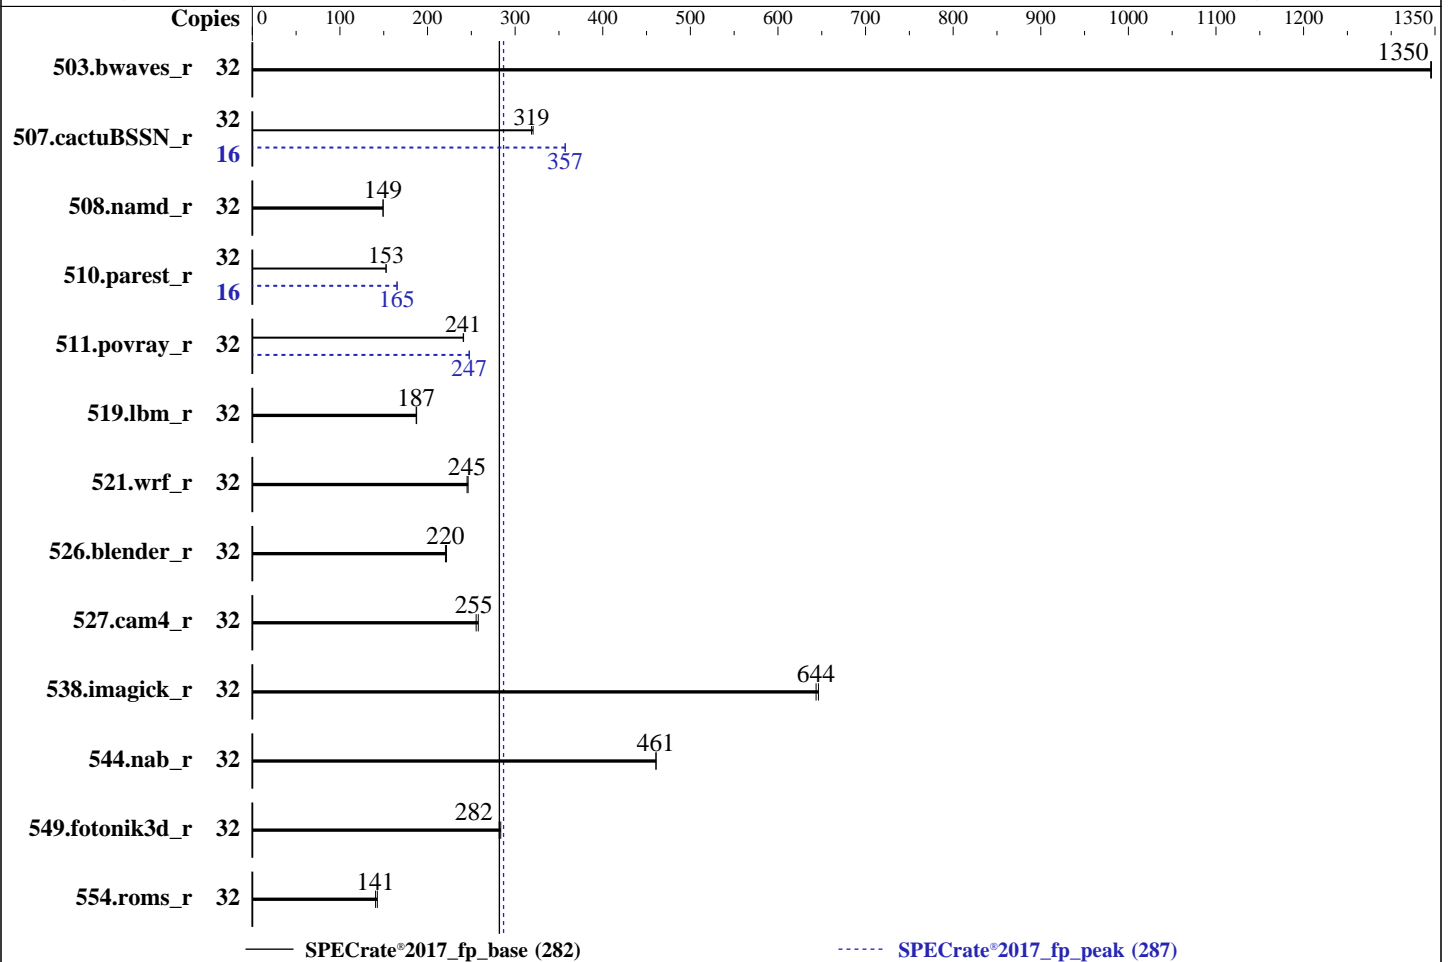 Copies 0 100 200 300 400 500 600 700 800 900 1000 1100 1200 1350
503.bwaves_r 32 1350
507.cactuBSSN_r 32 319
16 357
508.namd_r 32 149
510.parest_r 32 153
16 165
511.povray_r 32 241
247
519.lbm_r 32 187
521.wrf_r 32 245
526.blender_r 32 220
527.cam4_r 32 255
538.imagick_r 32 644
544.nab_r 32 461
549.fotonik3d_r 32 282
554.roms_r 32 141
SPECrate®2017_fp_base (282) SPECrate®2017_fp_peak (287)